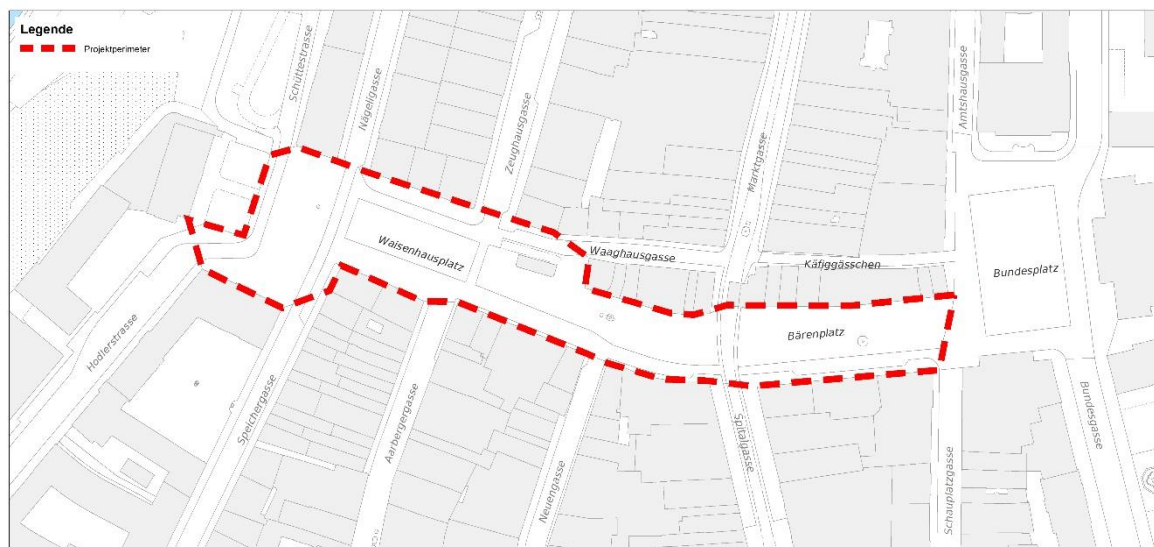 Legende
Projektperimeter
Schüttestrasse
Nägeligasse
Zeughausgasse
Marktgasse
Amtshausgasse
Waisenhausplatz
Waaghausgasse
Käfiggässchen
Bundesplatz
Bärenplatz
Hodlerstrasse
Speichergasse
Aarbergergasse
Neuengasse
Spitalgasse
Schauplatzgasse
Bundesgasse